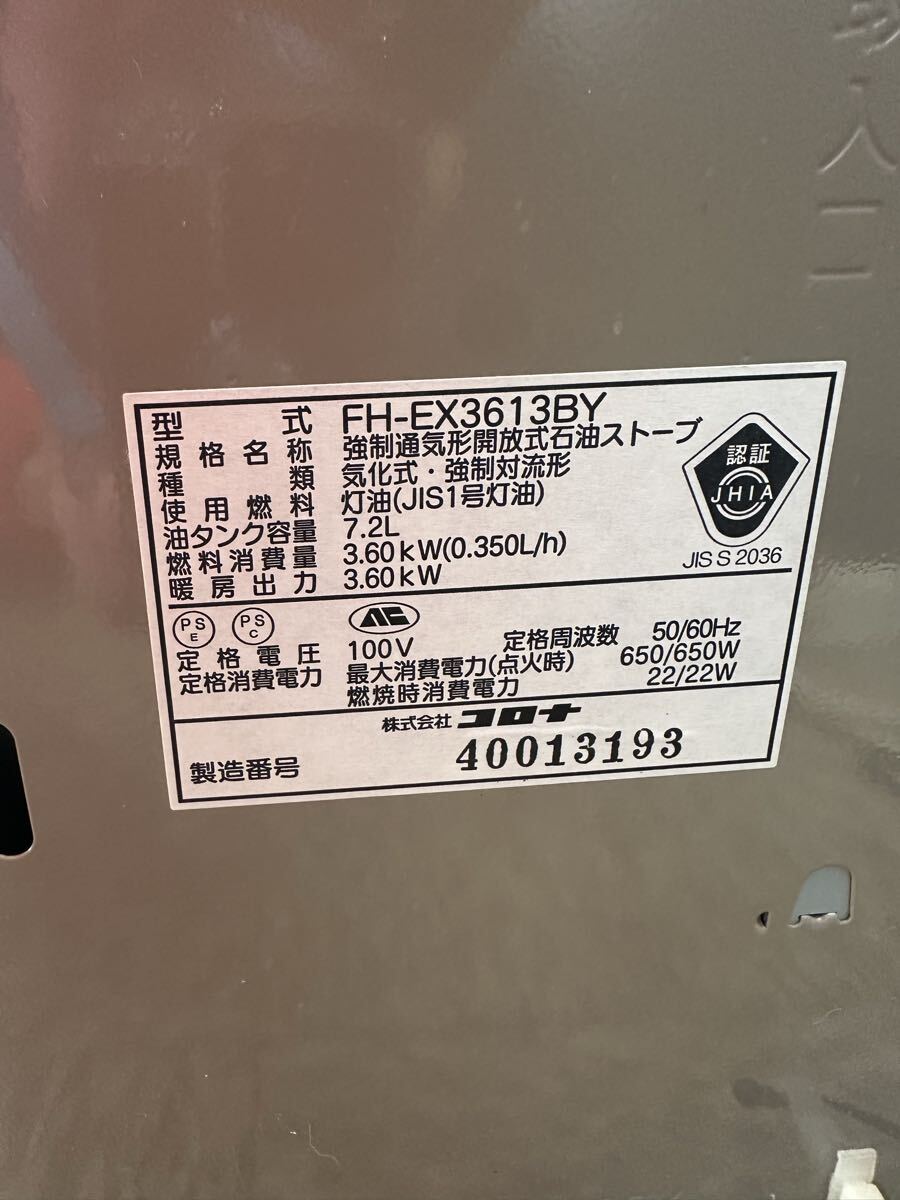 型式 FH-EX3613BY
規格名称 強制通気形開放式石油ストーブ
種類 気化式・強制対流形
使用燃料 灯油(JIS1号灯油)
油タンク容量 7.2L
燃料消費量 3.60kW(0.350L/h)
暖房出力 3.60kW
認証
JHIA
JIS S 2036
PS E PS C
定格電圧 100V 定格周波数 50/60Hz
定格消費電力 最大消費電力(点火時) 650/650W
燃焼時消費電力 22/22W
株式会社 コロナ
製造番号 40013193